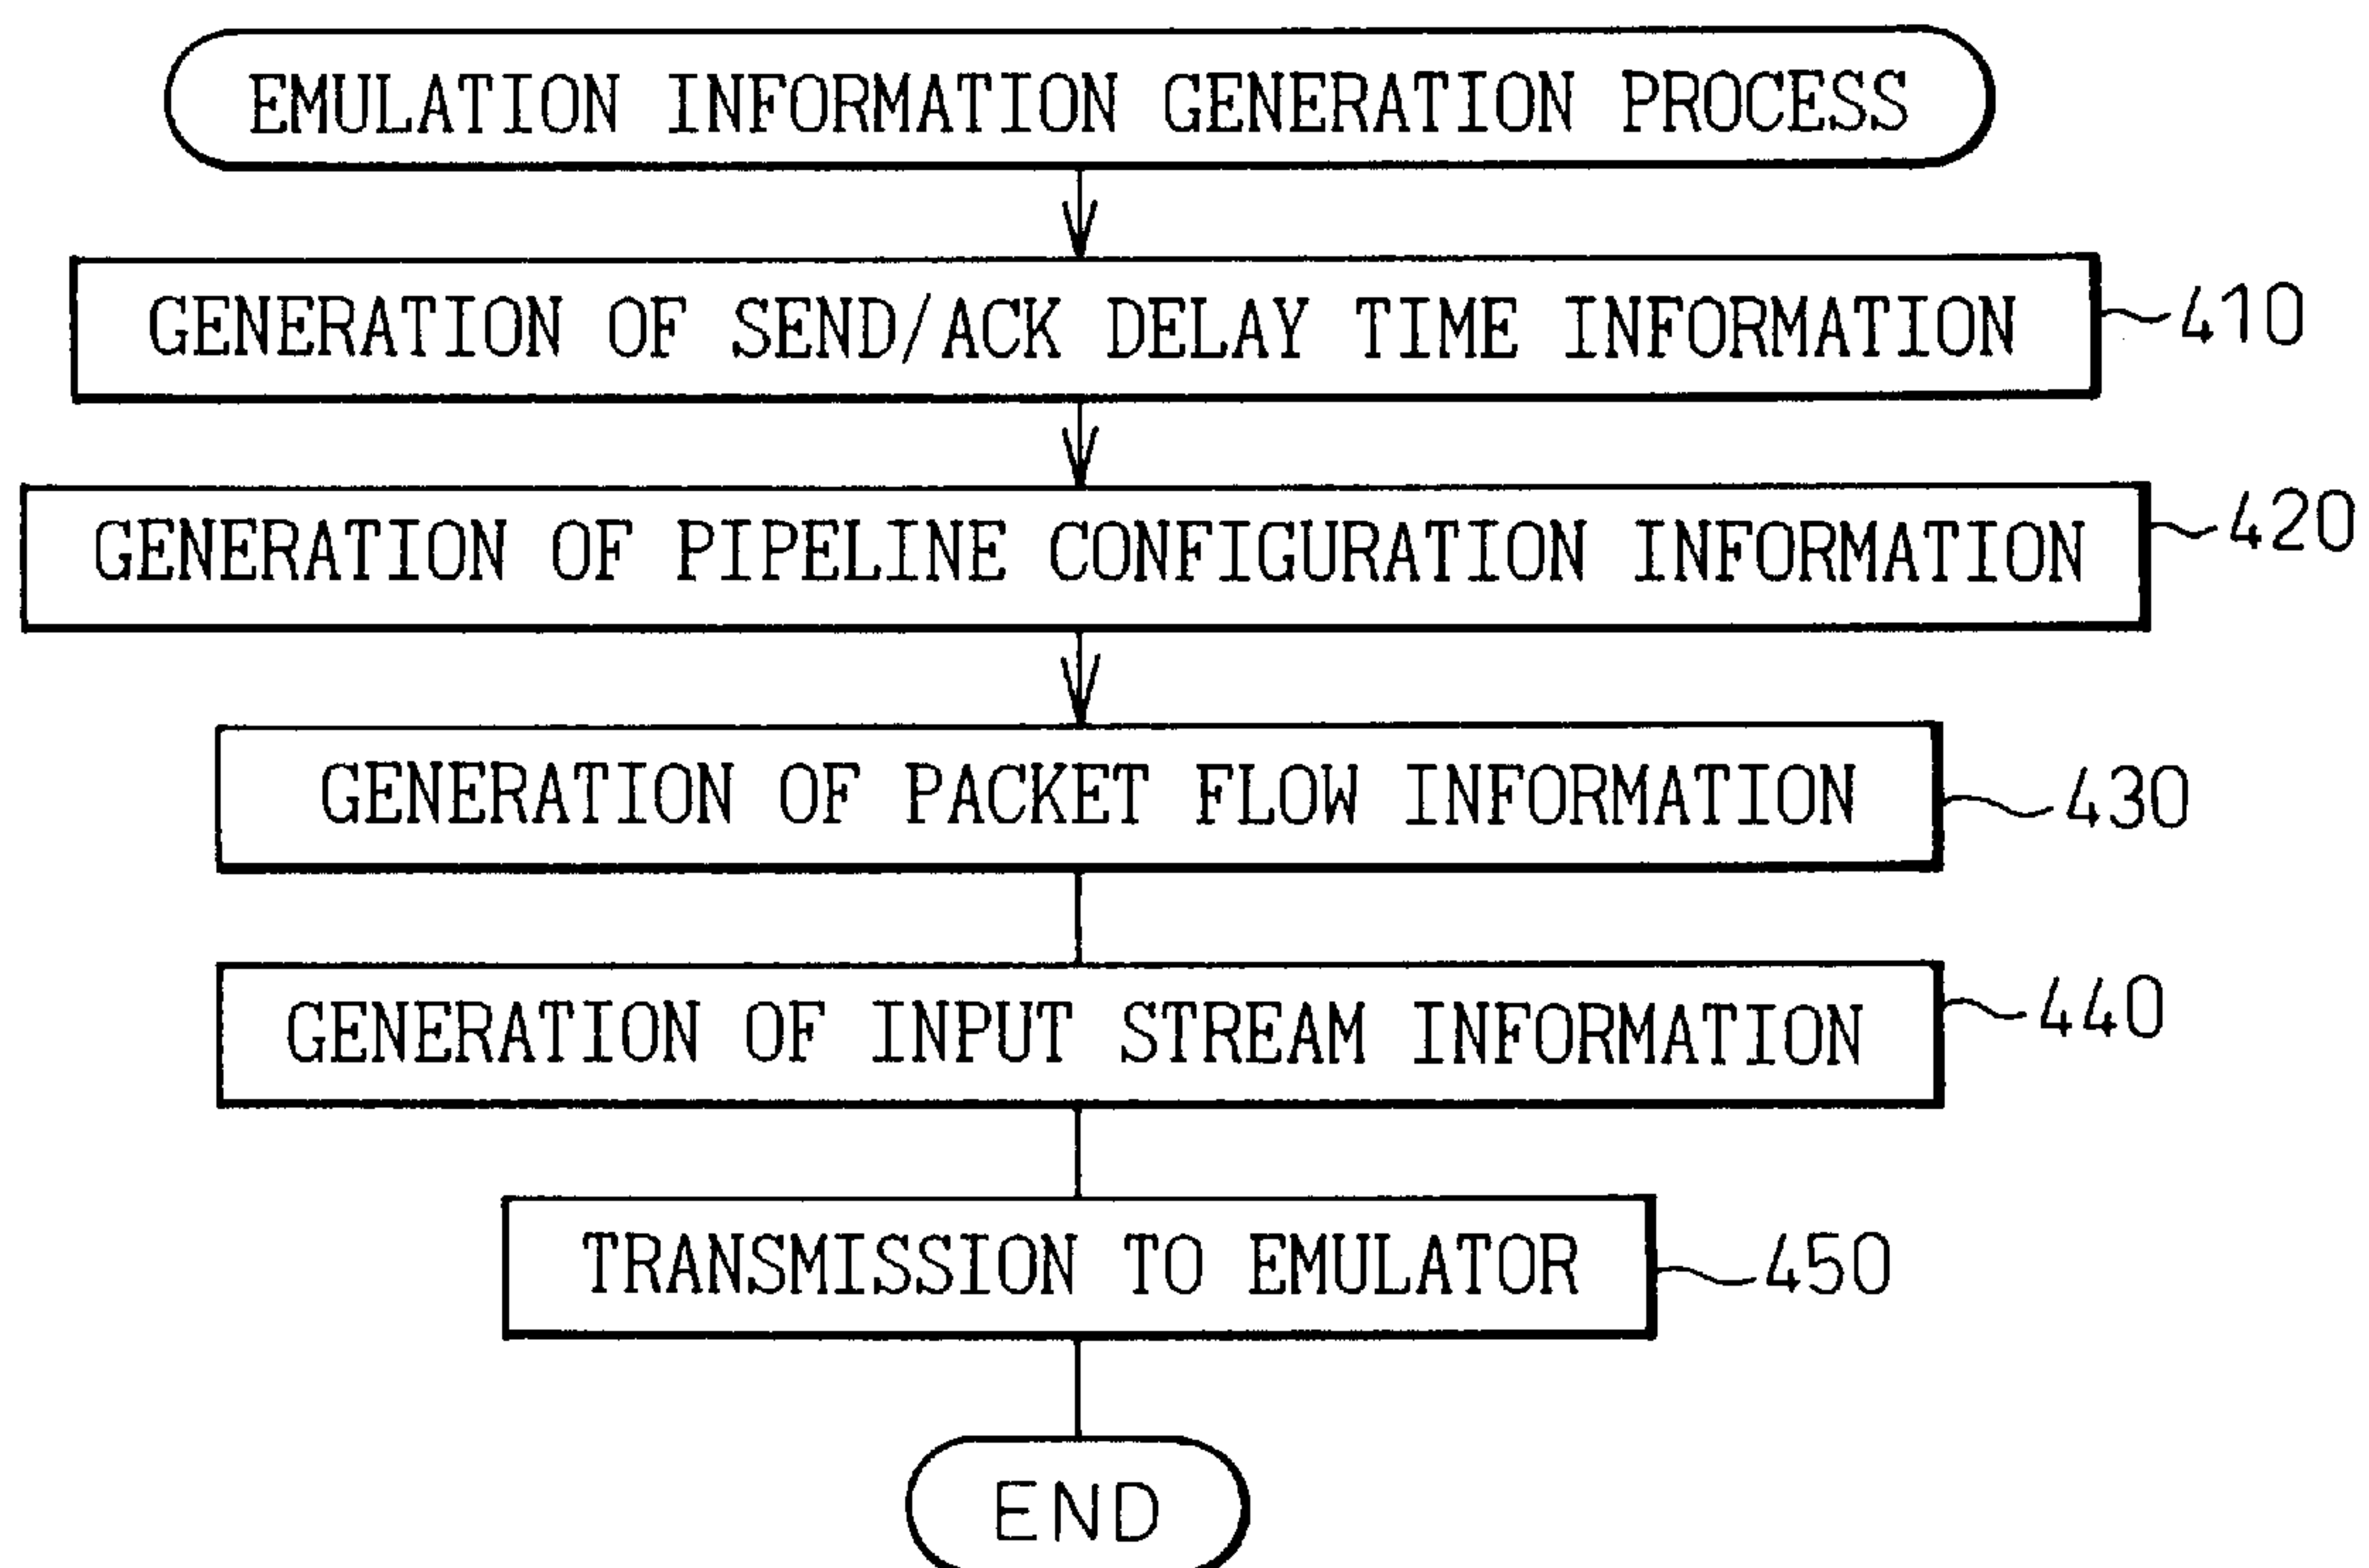 EMULATION INFORMATION GENERATION PROCESS
GENERATION OF SEND/ACK DELAY TIME INFORMATION
410
GENERATION OF PIPELINE CONFIGURATION INFORMATION
420
GENERATION OF PACKET FLOW INFORMATION
430
GENERATION OF INPUT STREAM INFORMATION
440
TRANSMISSION TO EMULATOR
450
END